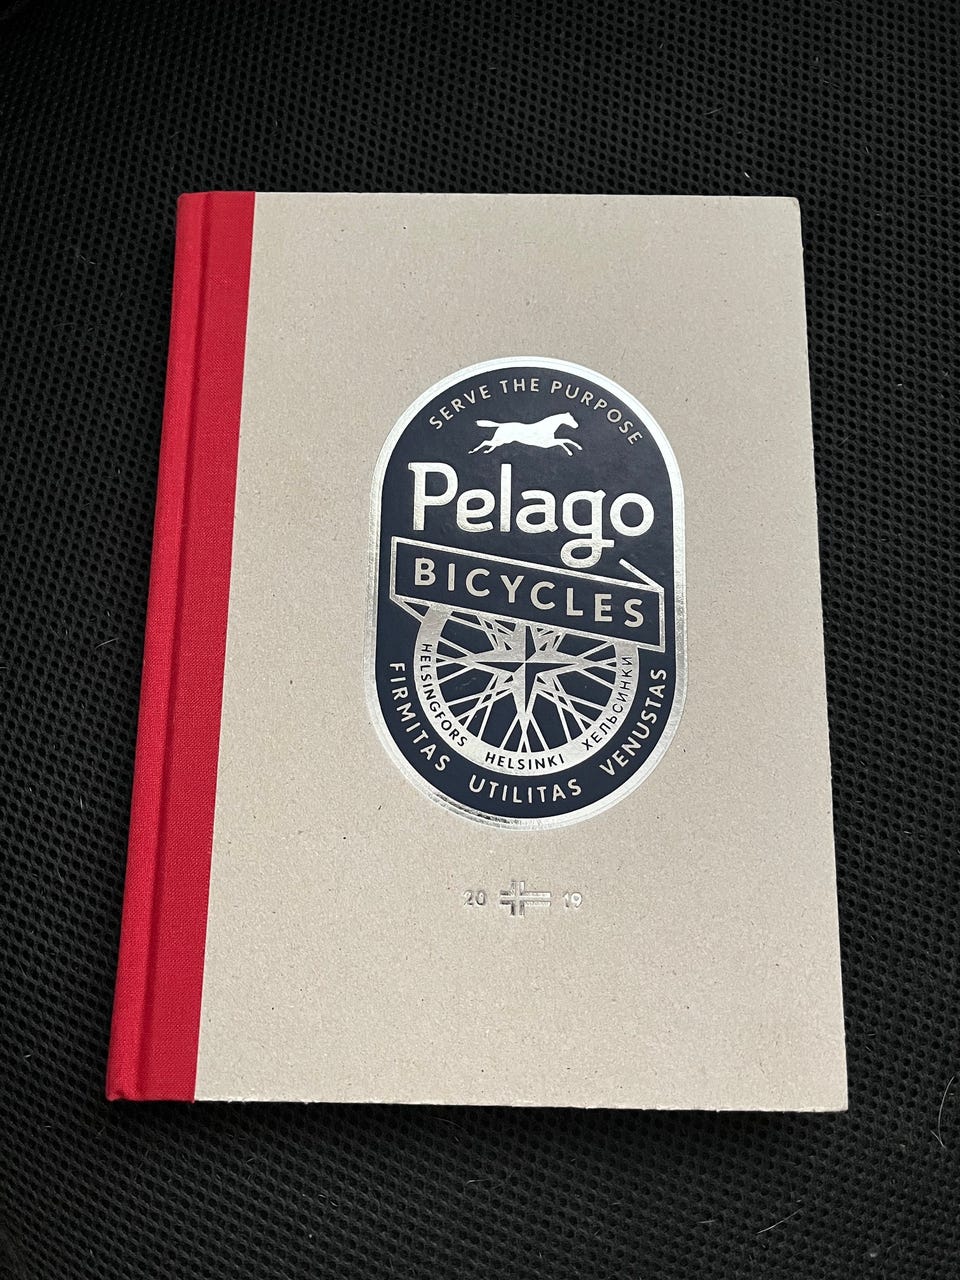 SERVE THE PURPOSE
Pelago
BICYCLES
HELSINGFORS HELSINKI ХЕЛЬСИНКИ
FIRMITAS UTILITAS VENUSTAS
20 19